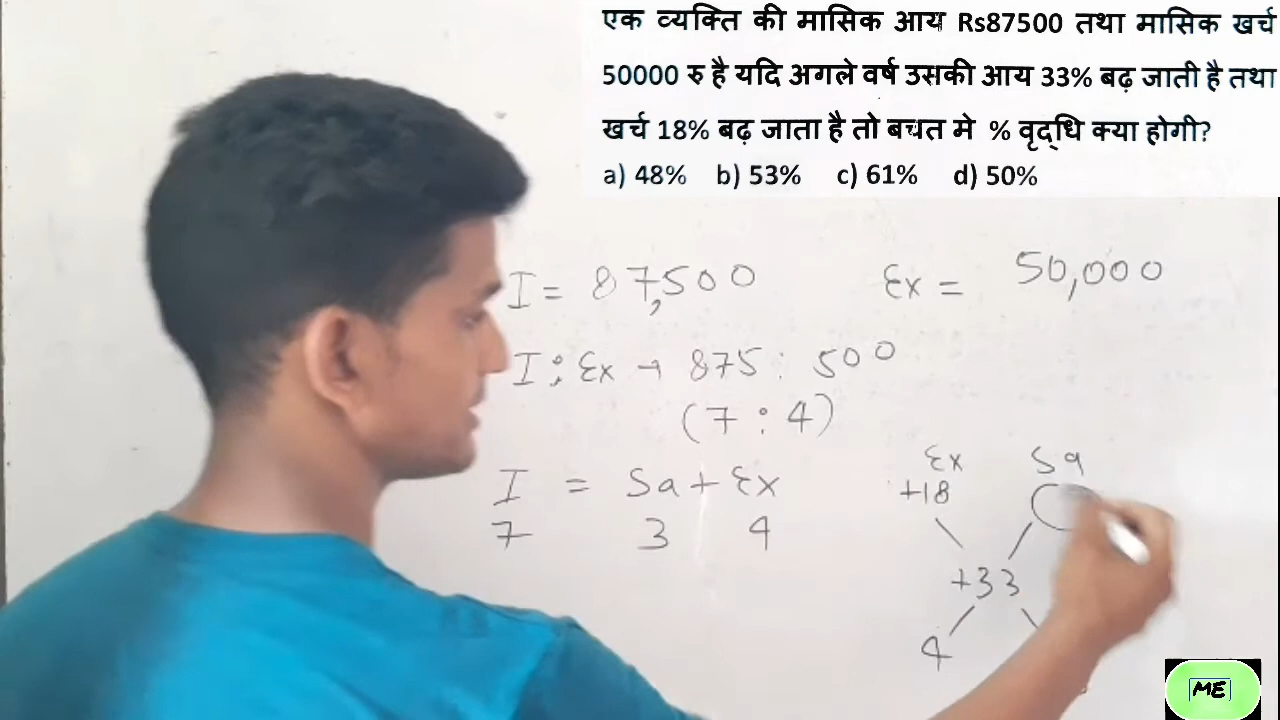 एक व्यक्ति की मासिक आय Rs87500 तथा मासिक खर्च
50000 रु है यदि अगले वर्ष उसकी आय 33% बढ़ जाती है तथा
खर्च 18% बढ़ जाता है तो बचत मे % वृद्धि क्या होगी?
a) 48% b) 53% c) 61% d) 50%
I = 87,500 Ex = 50,000
I : Ex → 875 : 500
(7 : 4)
I = Sa + Ex
7 3 4
Ex Sa
+18
+33
4
ME